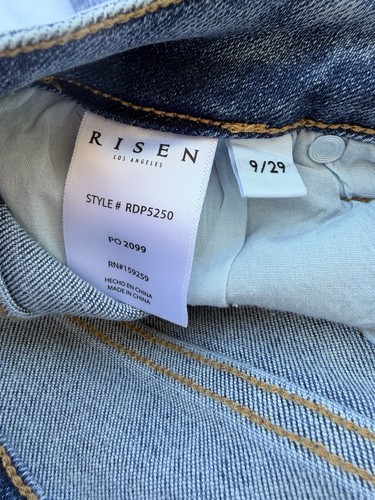 RISEN
LOS ANGELES
STYLE # RDP5250
PO 2099
RN#159259
HECHO EN CHINA
MADE IN CHINA
9/29